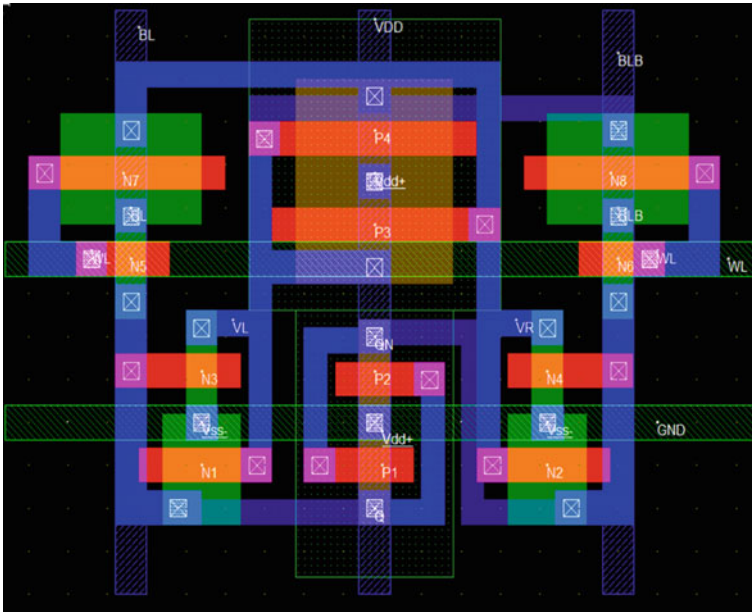 BL
VDD
BLB
P4
N7
Vdd+
N8
BL
BLB
P3
WL
N5
N6
WL
WL
VL
VR
QN
N3
P2
N4
Vss-
Vss-
GND
Vdd+
N1
P1
N2
Q